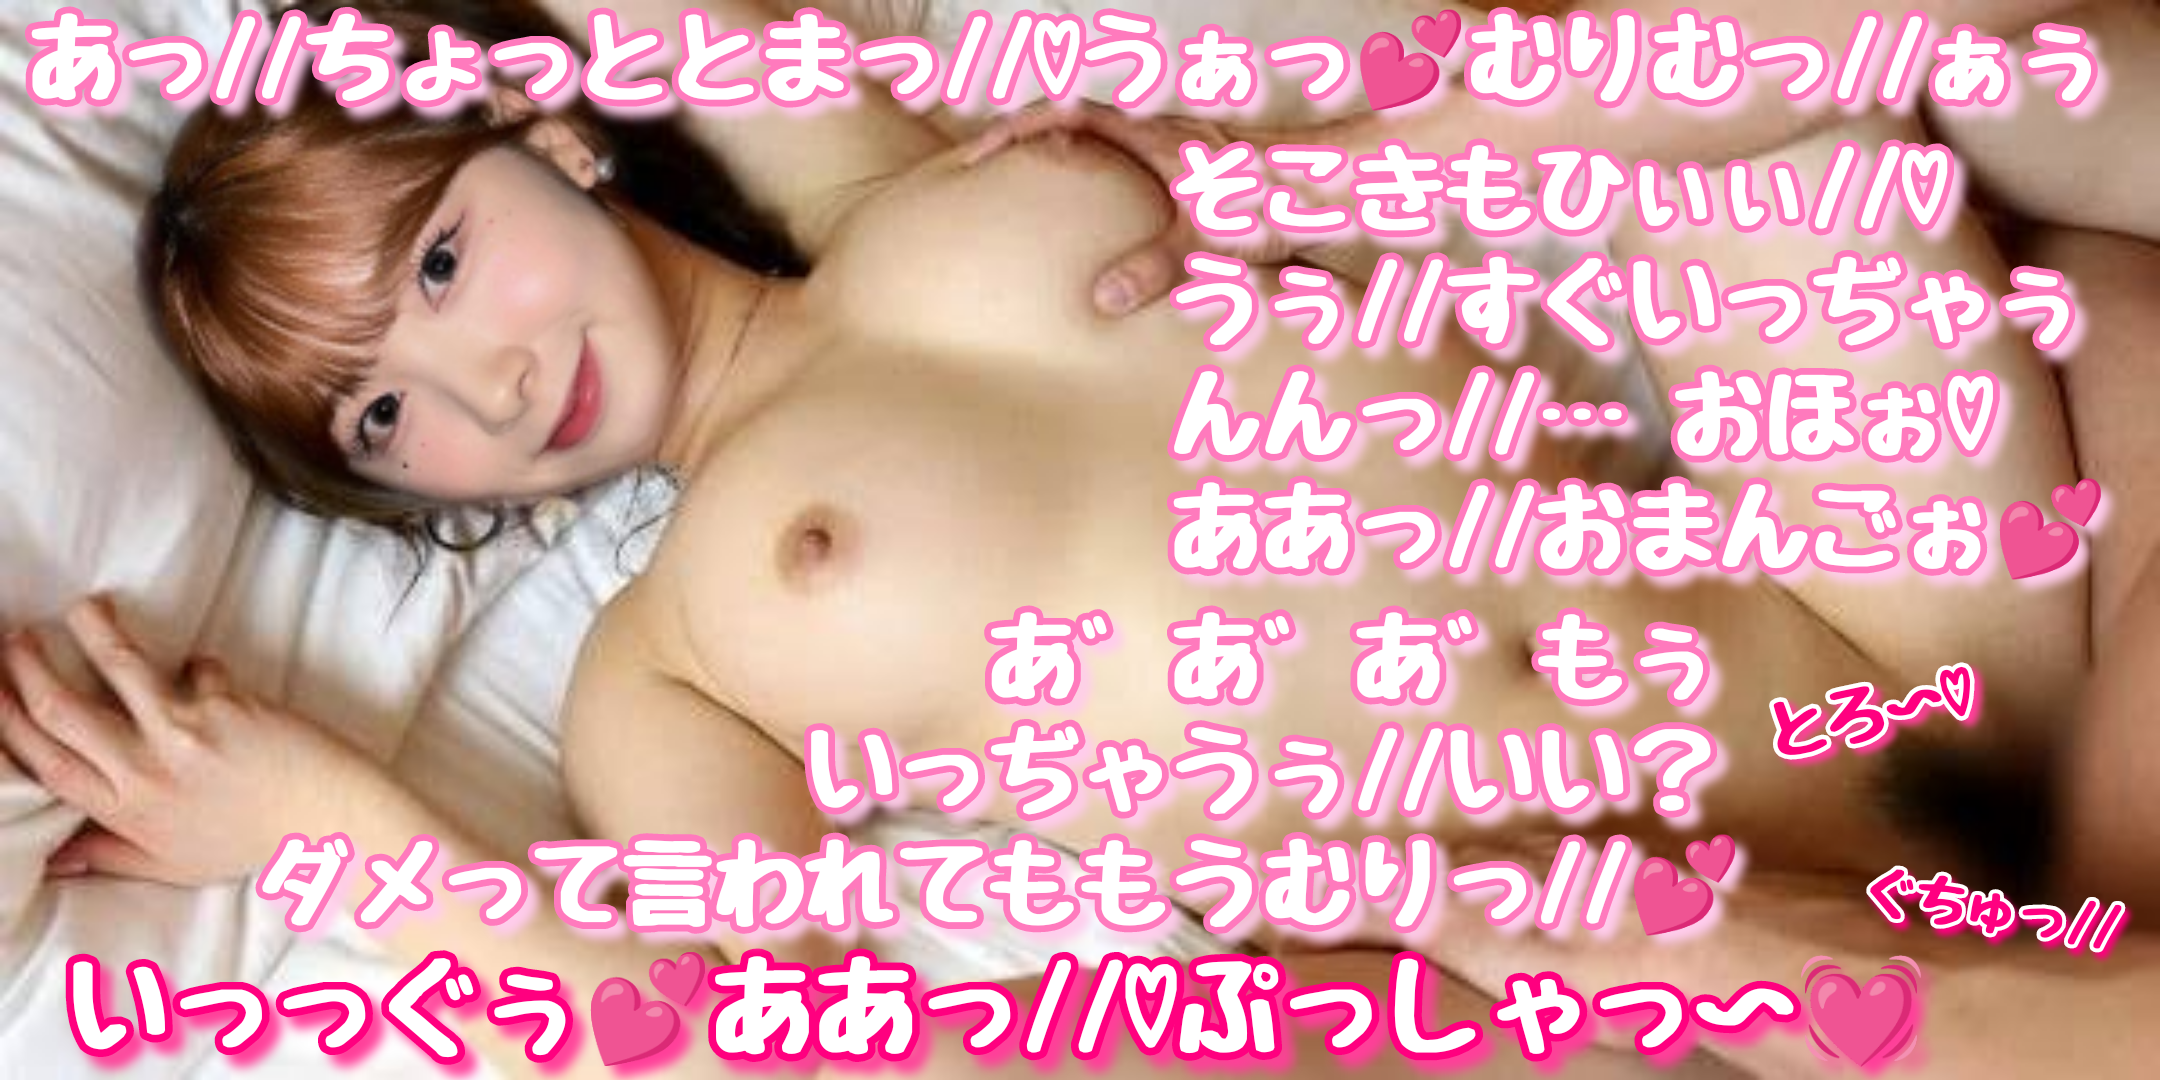 あっ//ちょっととまっ//♡うぁっ💕むりむっ//ぁぅ
そこきもひぃぃ//♡
うぅ//すぐいっぢゃぅ
んんっ//… おほぉ♡
ああっ//おまんごぉ💕
あ゛ あ゛ あ゛ もぅ
いっぢゃうぅ//いい？
とろ〜♡
ダメって言われてももうむりっ//💕
ぐちゅっ//
いっっぐぅ💕ああっ//♡ぷっしゃっ〜💓